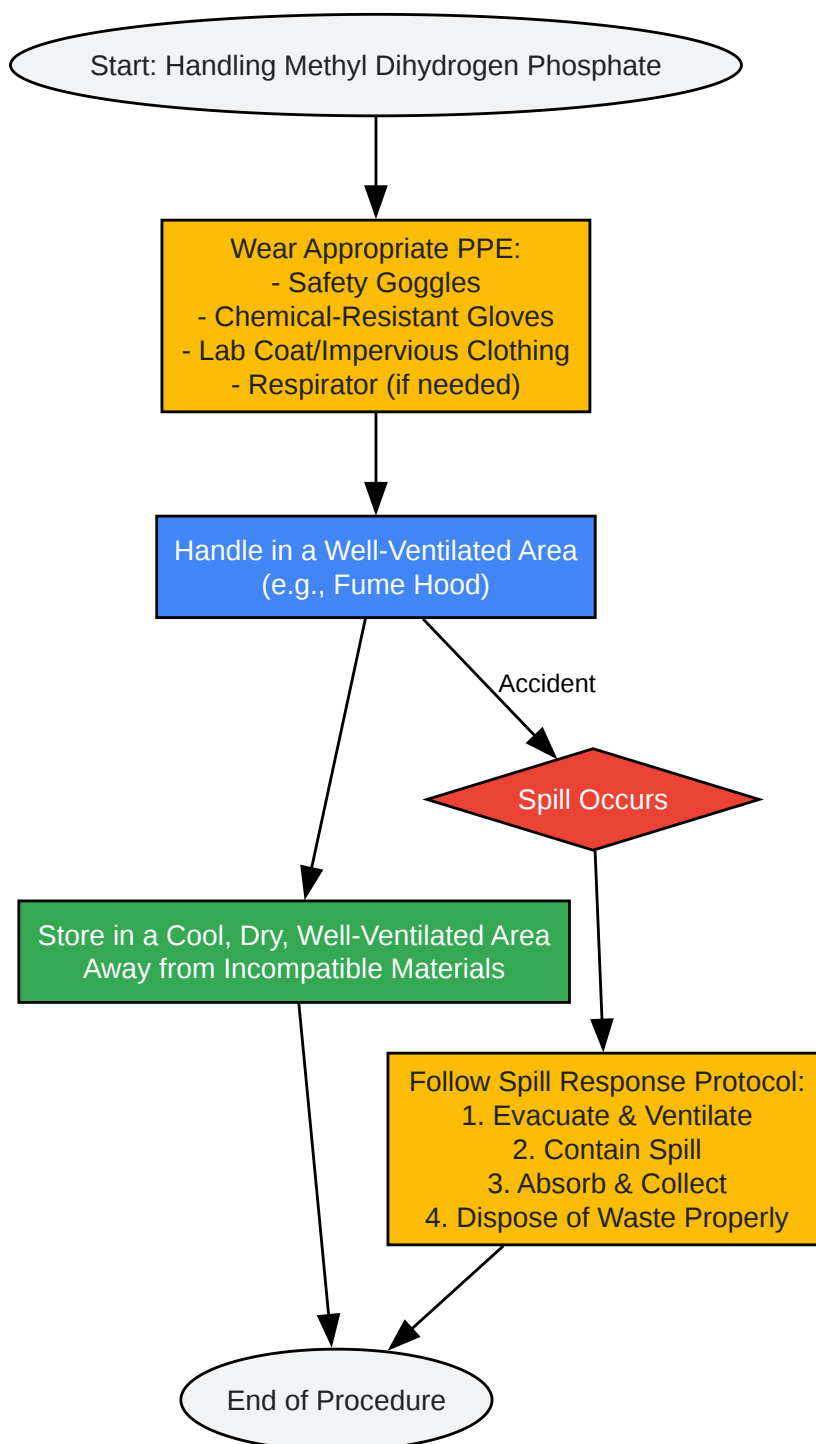 Start: Handling Methyl Dihydrogen Phosphate
Wear Appropriate PPE:
- Safety Goggles
- Chemical-Resistant Gloves
- Lab Coat/Impervious Clothing
- Respirator (if needed)
Handle in a Well-Ventilated Area
(e.g., Fume Hood)
Accident
Spill Occurs
Store in a Cool, Dry, Well-Ventilated Area
Away from Incompatible Materials
Follow Spill Response Protocol:
1. Evacuate & Ventilate
2. Contain Spill
3. Absorb & Collect
4. Dispose of Waste Properly
End of Procedure